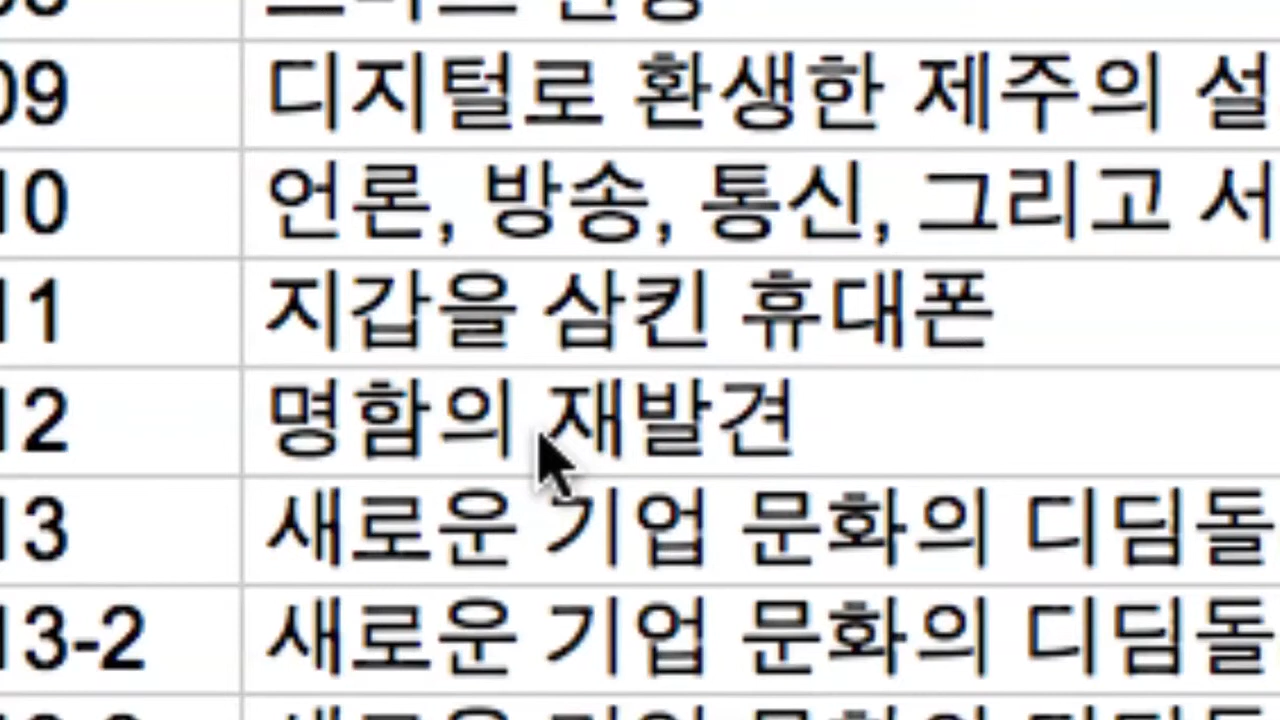 09 디지털로 환생한 제주의 설
10 언론, 방송, 통신, 그리고 서
11 지갑을 삼킨 휴대폰
12 명함의 재발견
13 새로운 기업 문화의 디딤돌
13-2 새로운 기업 문화의 디딤돌